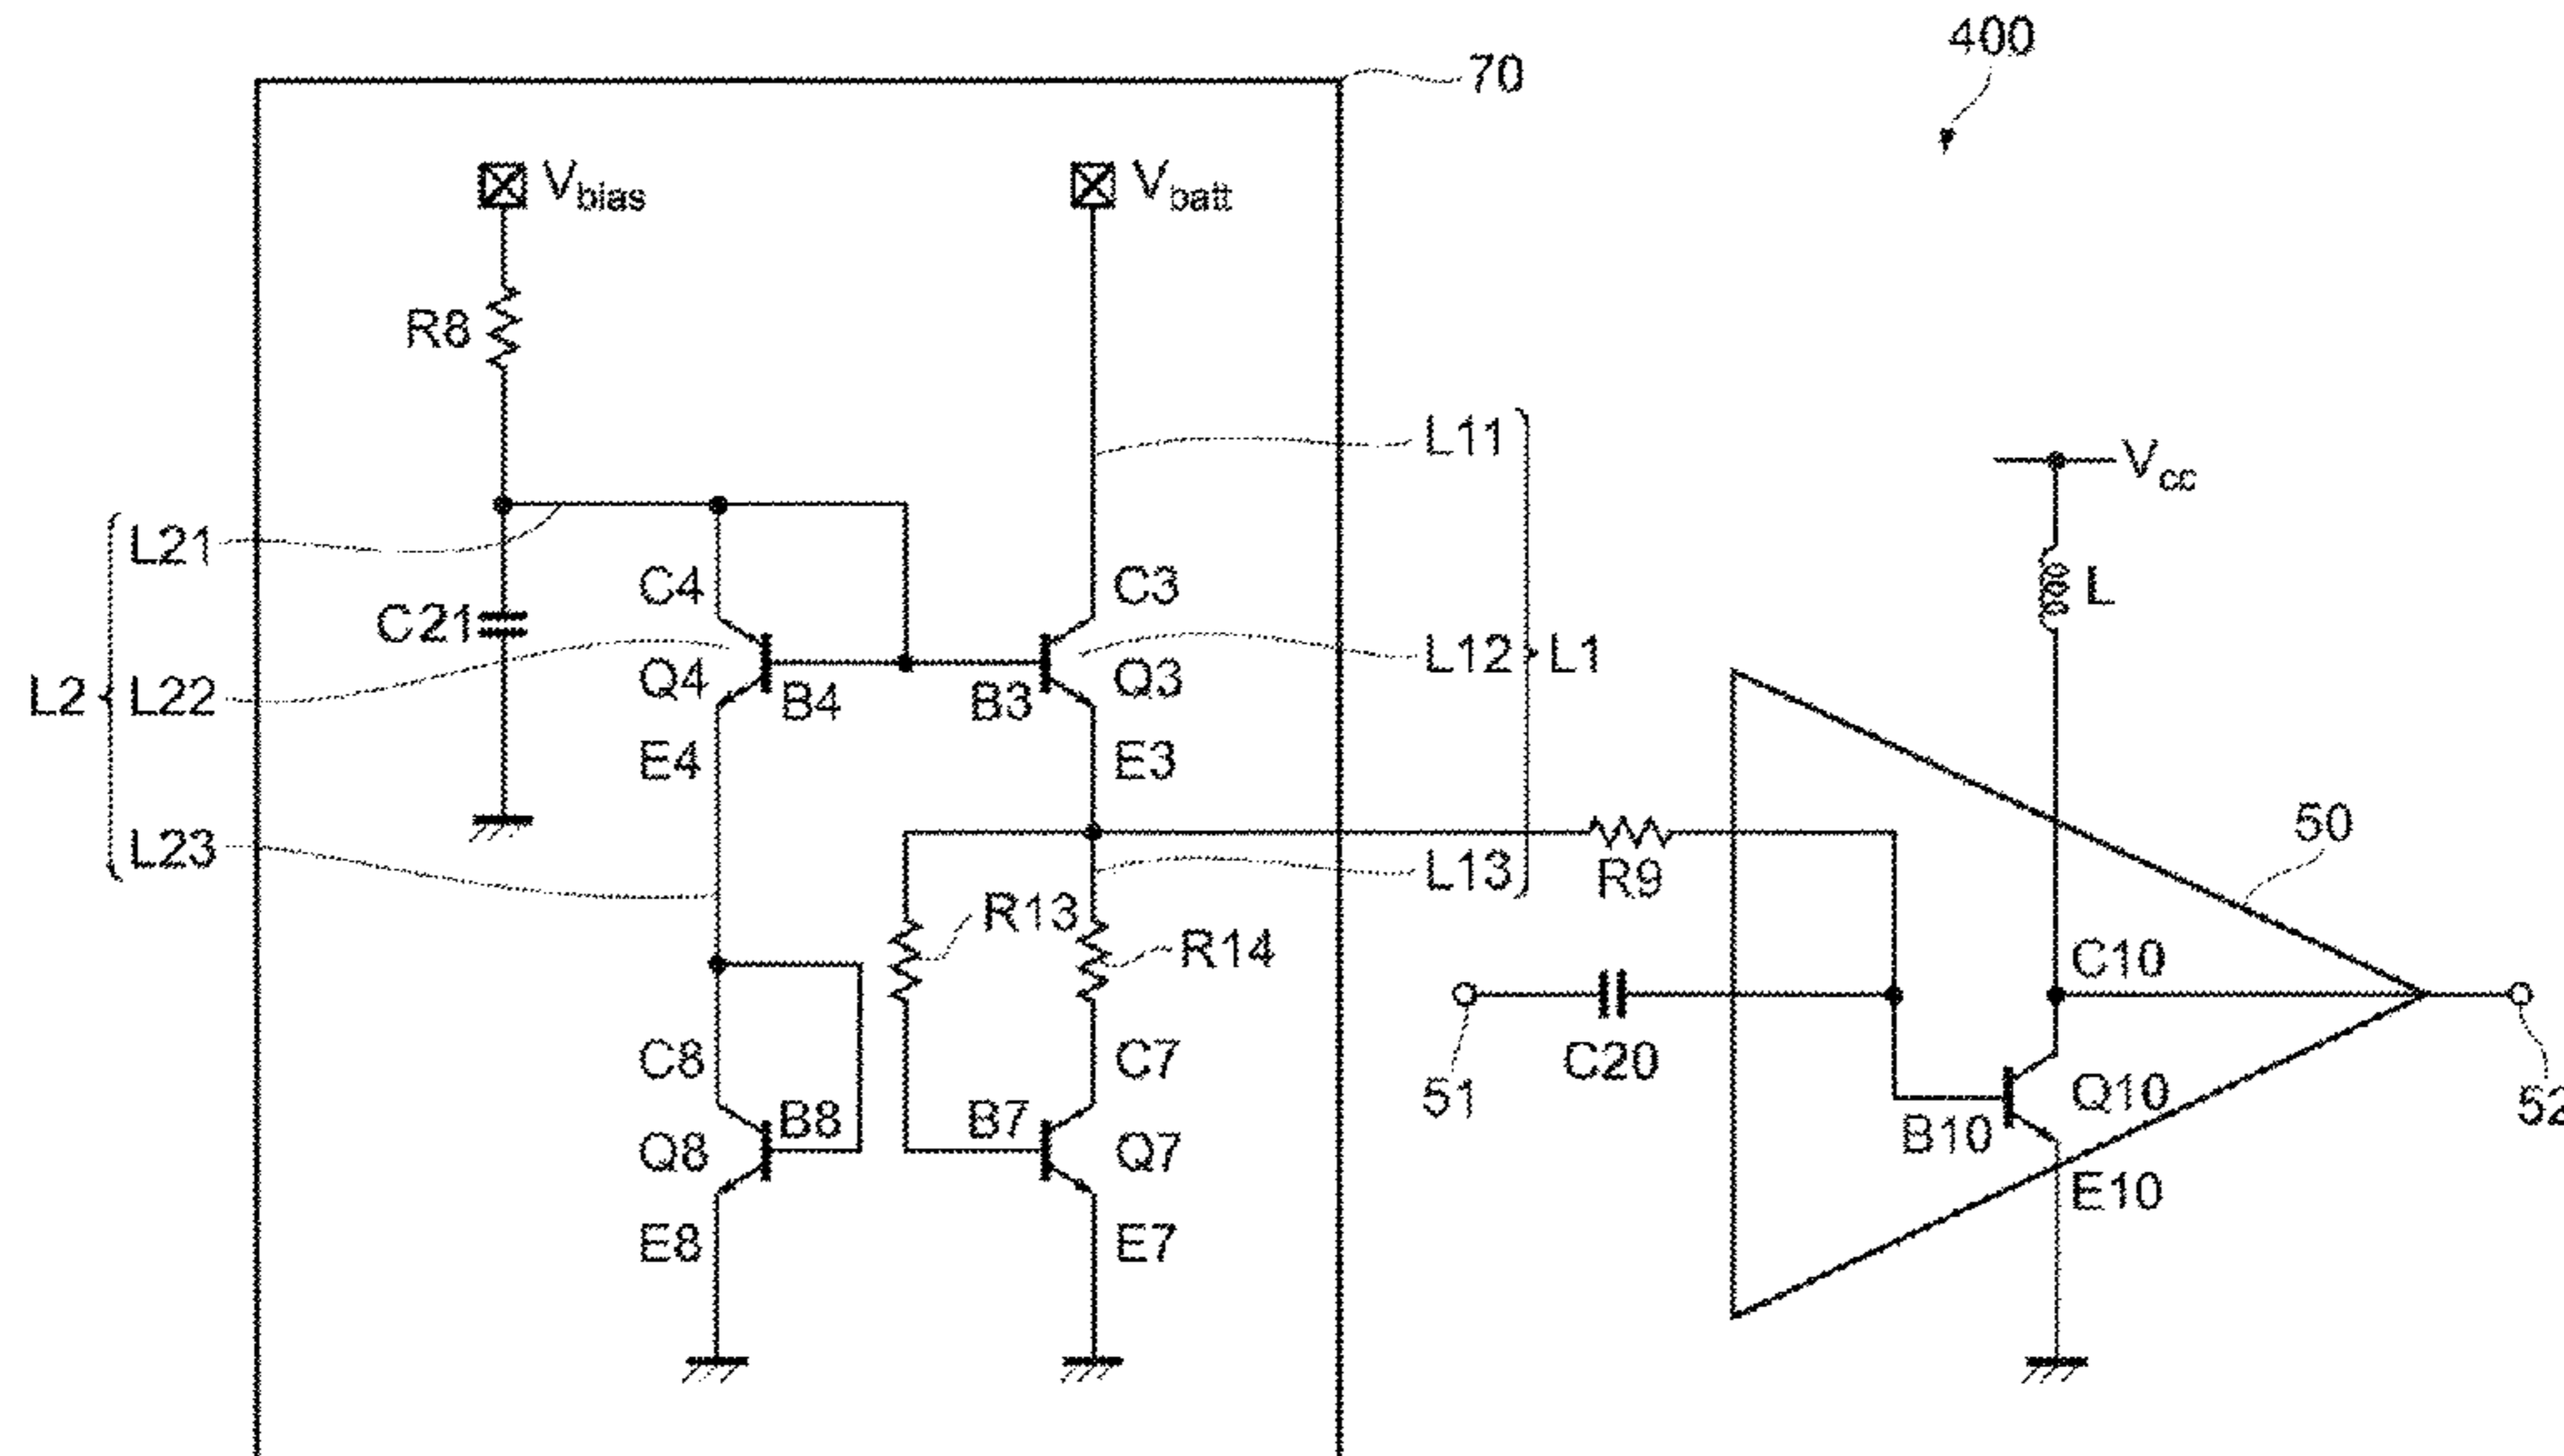 400
70
Vbias
Vbatt
R8
L11
Vcc
L21
C4
C3
L
C21
L2
L22
Q4
B4
B3
Q3
L12
L1
E4
E3
50
L23
L13
R9
R13
R14
C10
C8
C7
51
C20
Q10
52
B8
B7
Q8
Q7
B10
E10
E8
E7